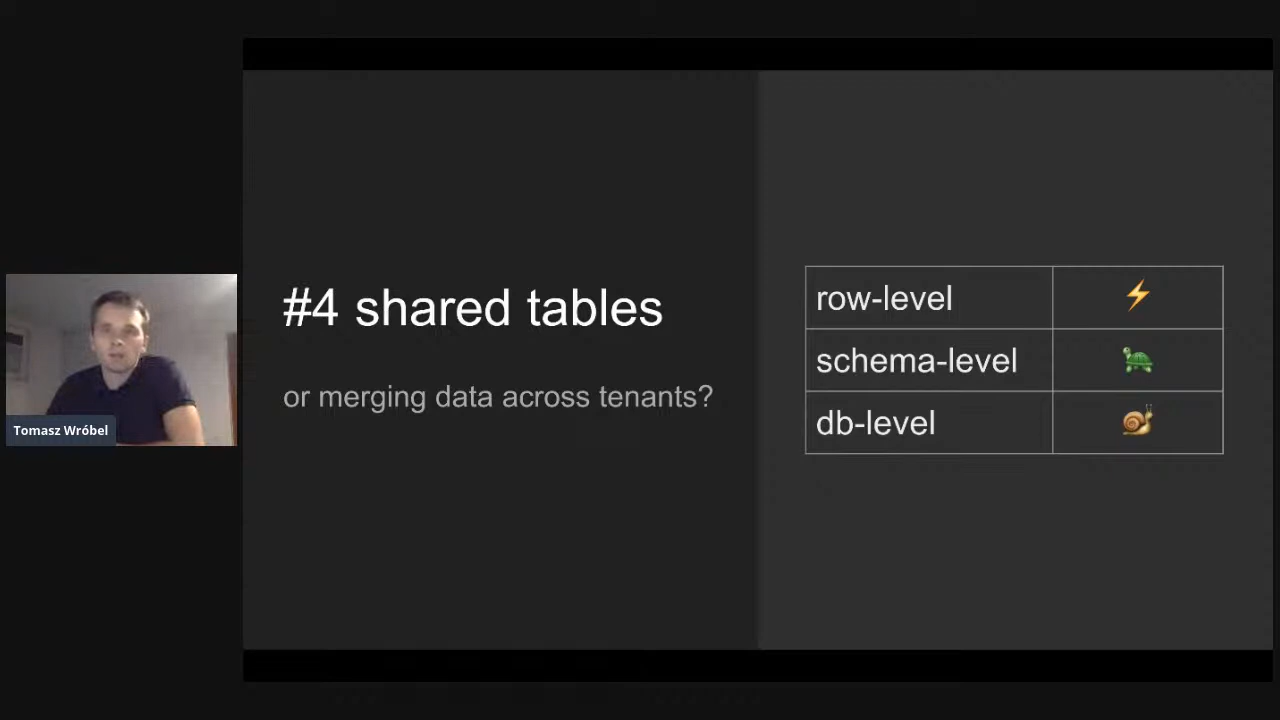 #4 shared tables
or merging data across tenants?
row-level ⚡
schema-level 🐢
db-level 🐌
Tomasz Wróbel